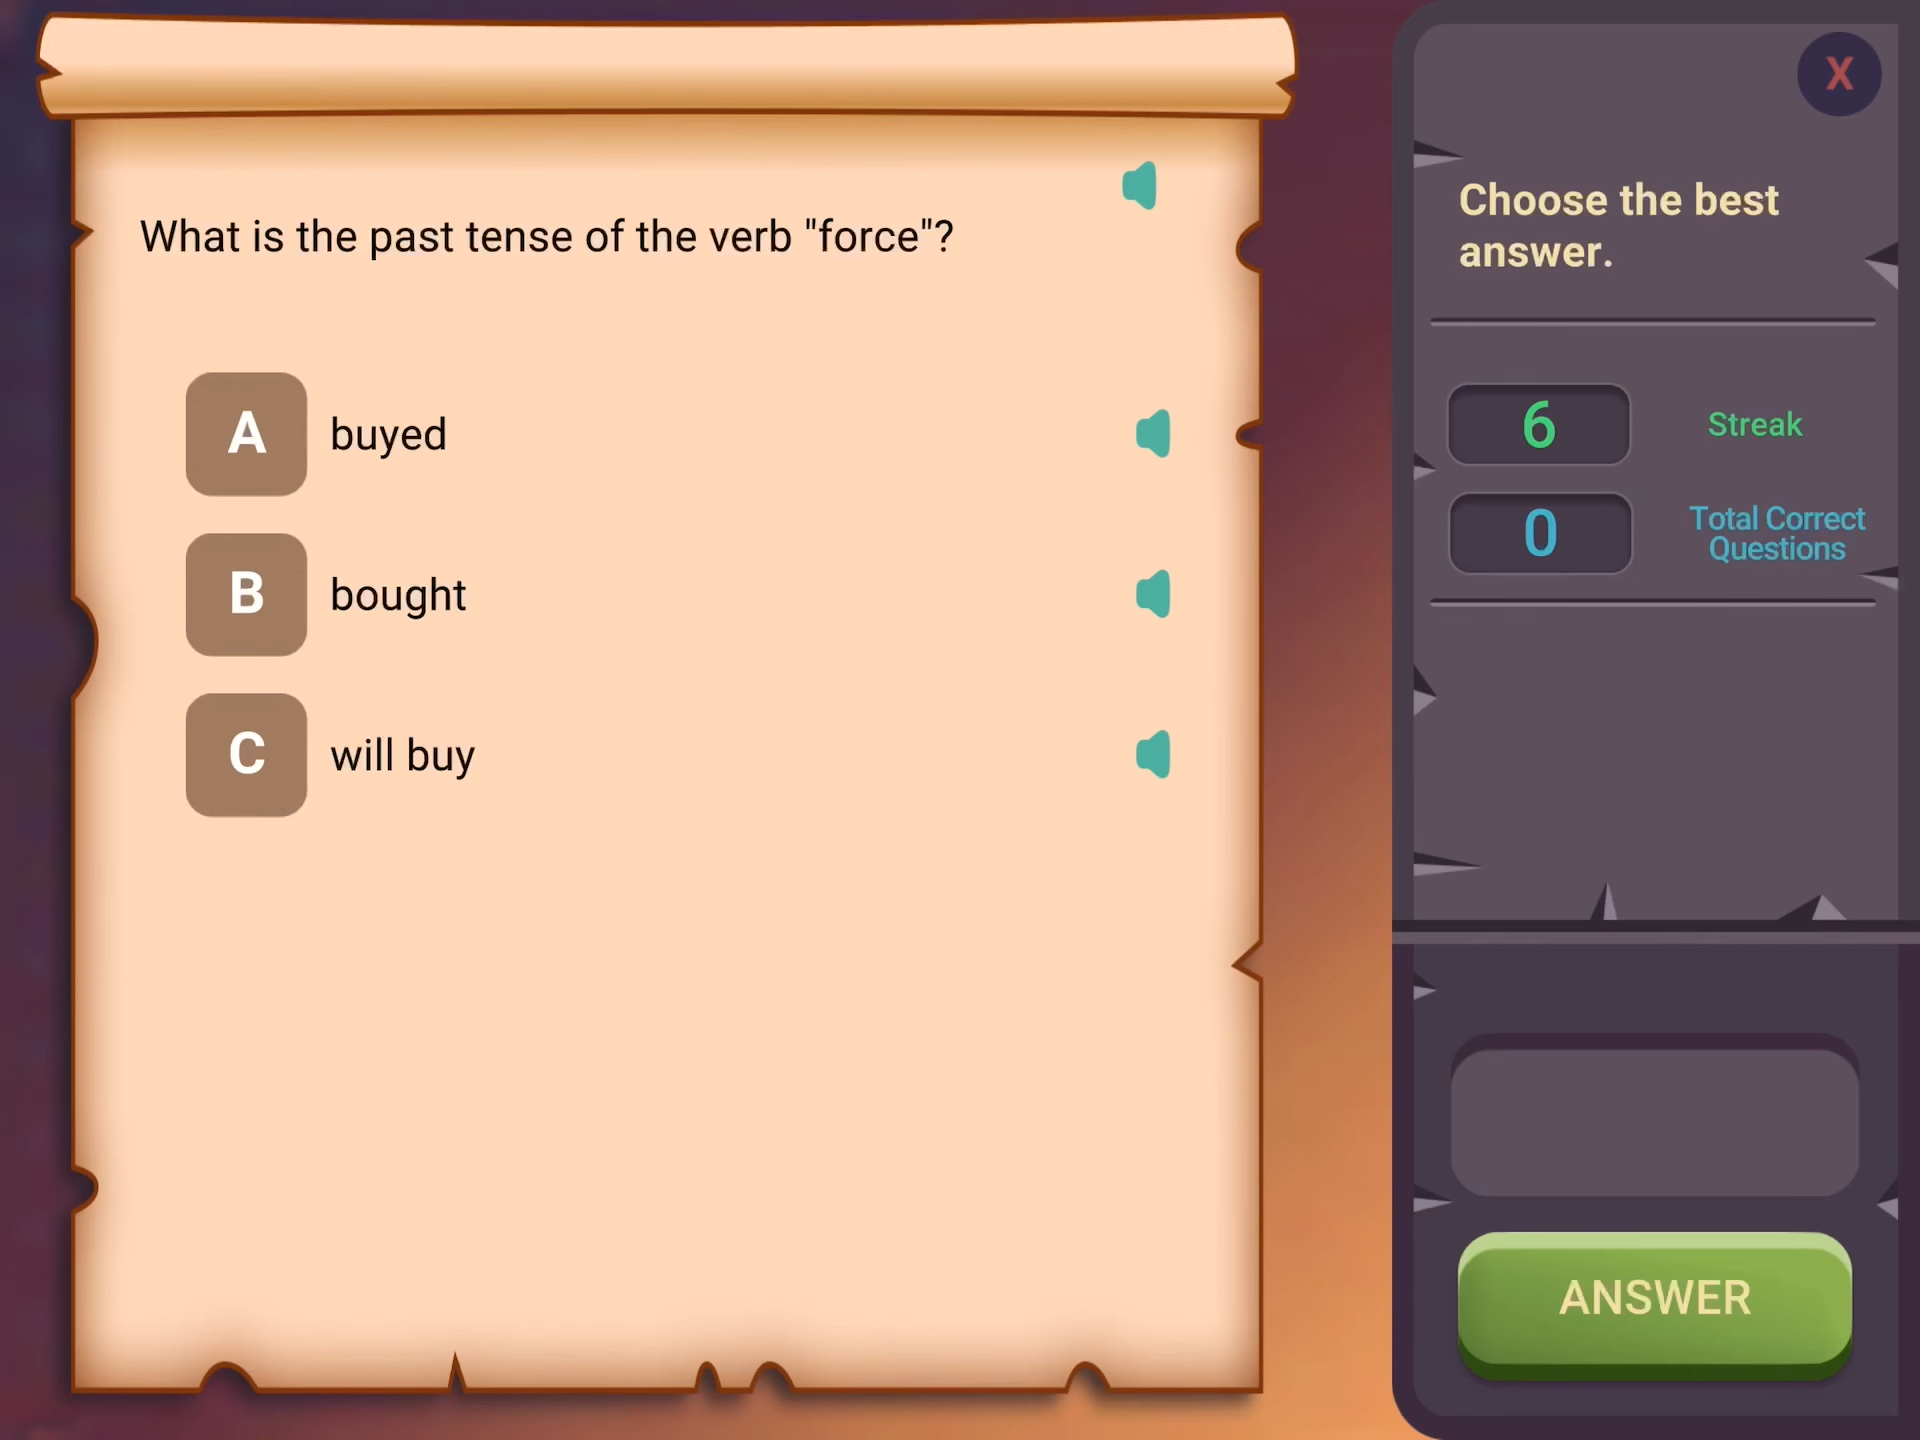 What is the past tense of the verb "force"?
A buyed
B bought
C will buy
X
Choose the best
answer.
6 Streak
0 Total Correct
Questions
ANSWER